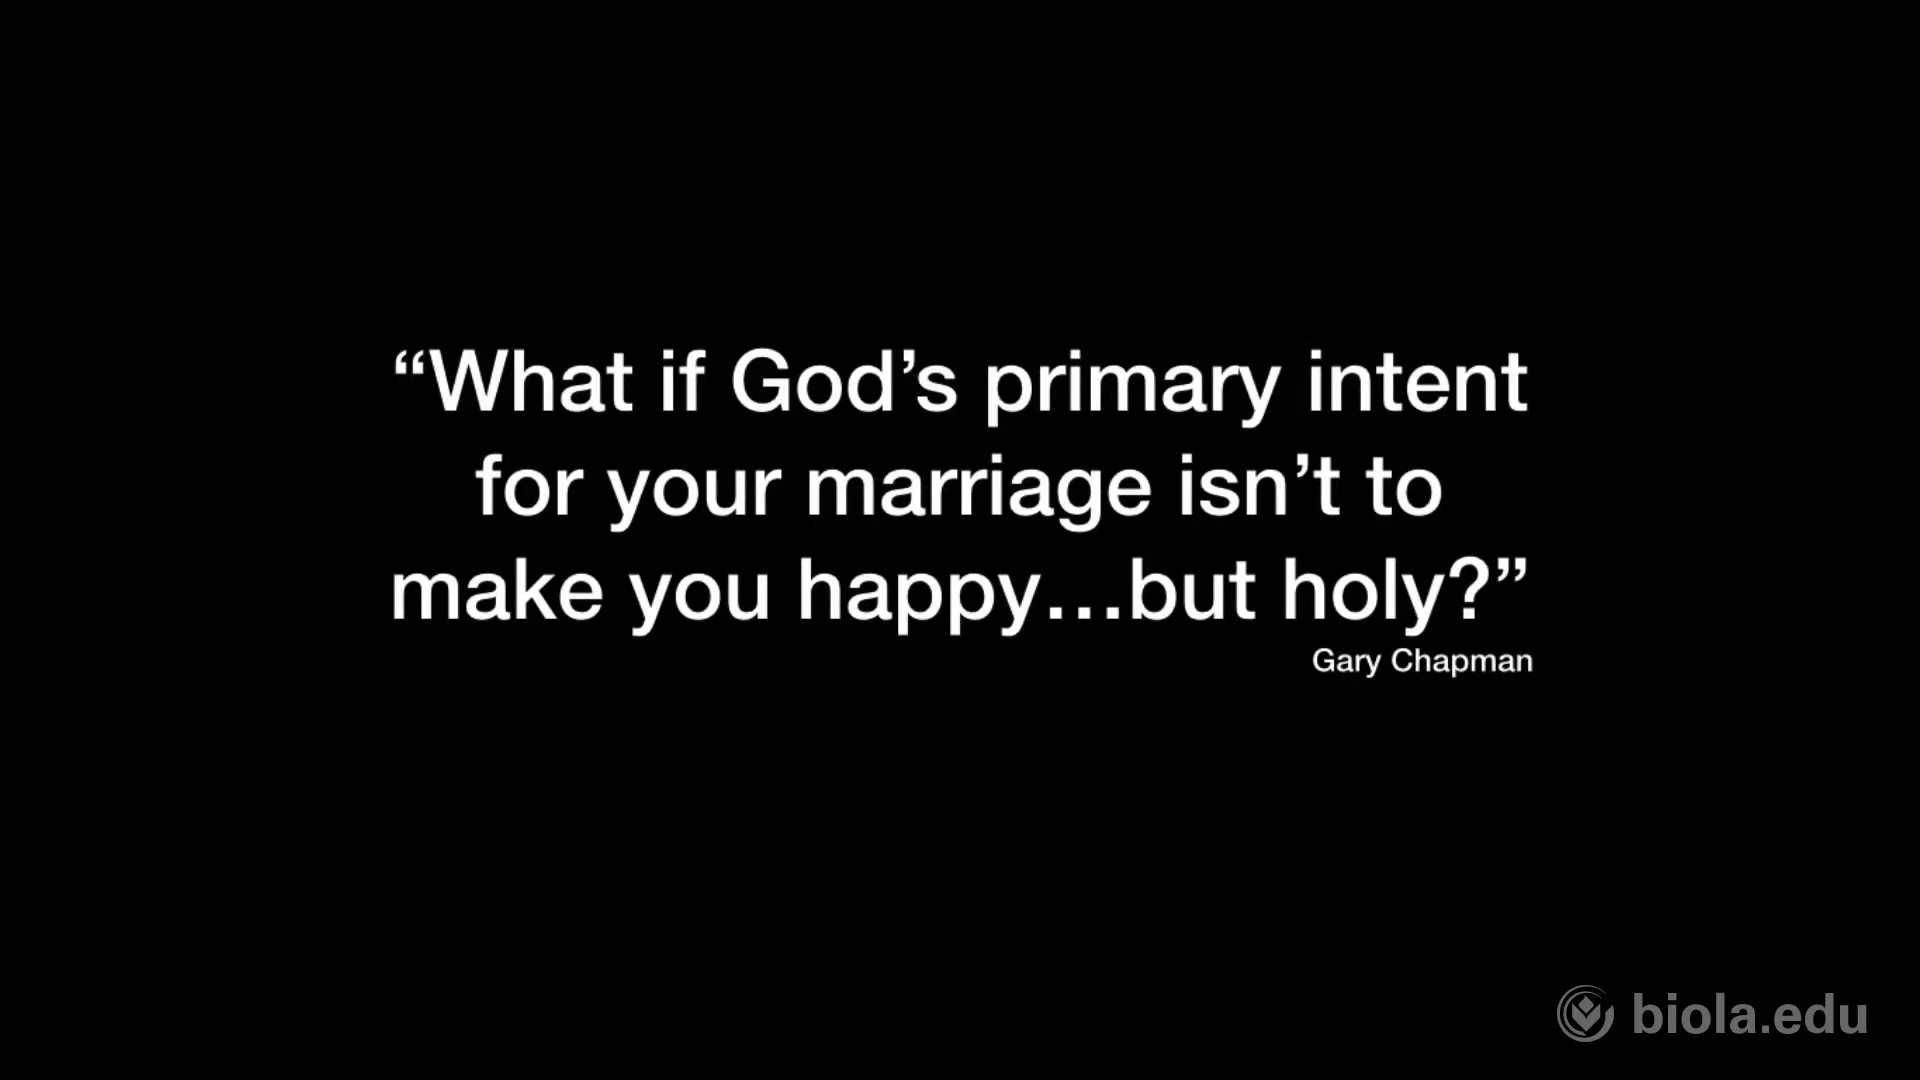 “What if God’s primary intent
for your marriage isn’t to
make you happy...but holy?”
Gary Chapman
biola.edu